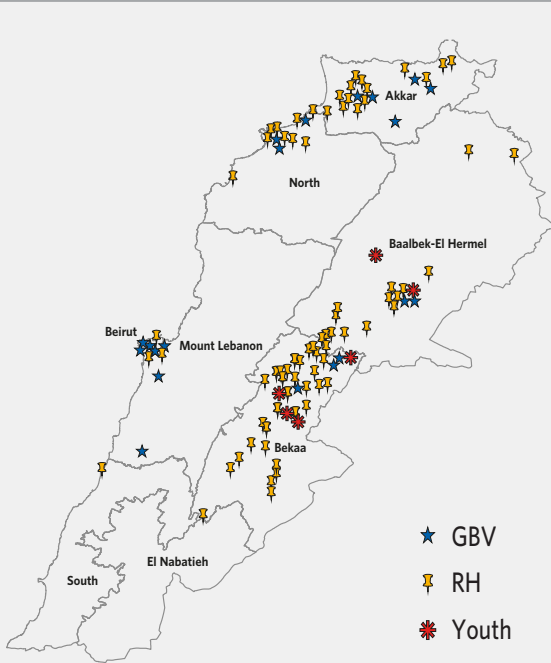 Akkar
North
Baalbek-El Hermel
Beirut
Mount Lebanon
Bekaa
El Nabatieh
South
GBV
RH
Youth